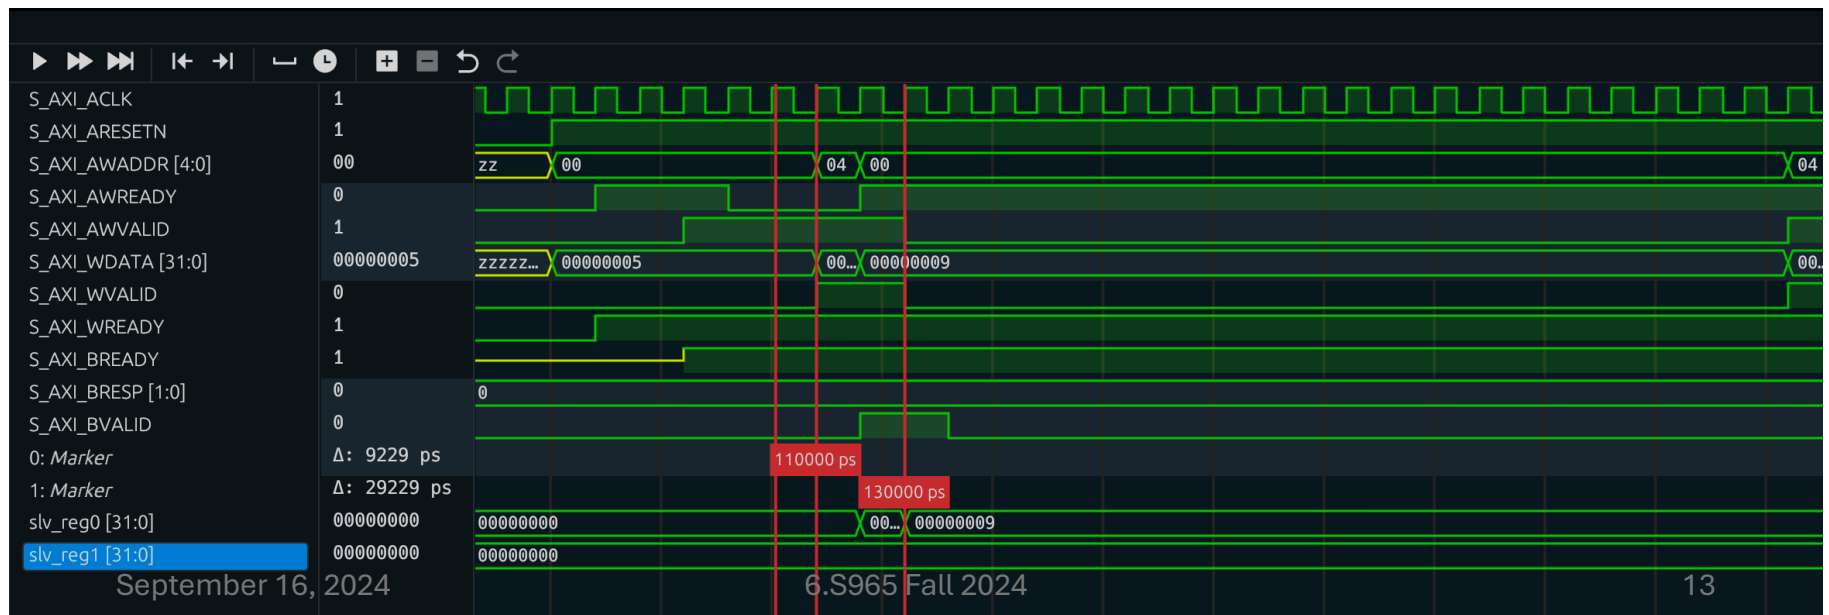 S_AXI_ACLK 1
S_AXI_ARESETN 1
S_AXI_AWADDR [4:0] 00 zz 00 04 00 04
S_AXI_AWREADY 0
S_AXI_AWVALID 1
S_AXI_WDATA [31:0] 00000005 zzzzz… 00000005 00… 00000009 00…
S_AXI_WVALID 0
S_AXI_WREADY 1
S_AXI_BREADY 1
S_AXI_BRESP [1:0] 0 0
S_AXI_BVALID 0
0: Marker Δ: 9229 ps 110000 ps
1: Marker Δ: 29229 ps 130000 ps
slv_reg0 [31:0] 00000000 00000000 00… 00000009
slv_reg1 [31:0] 00000000 00000000
September 16, 2024 6.S965 Fall 2024 13